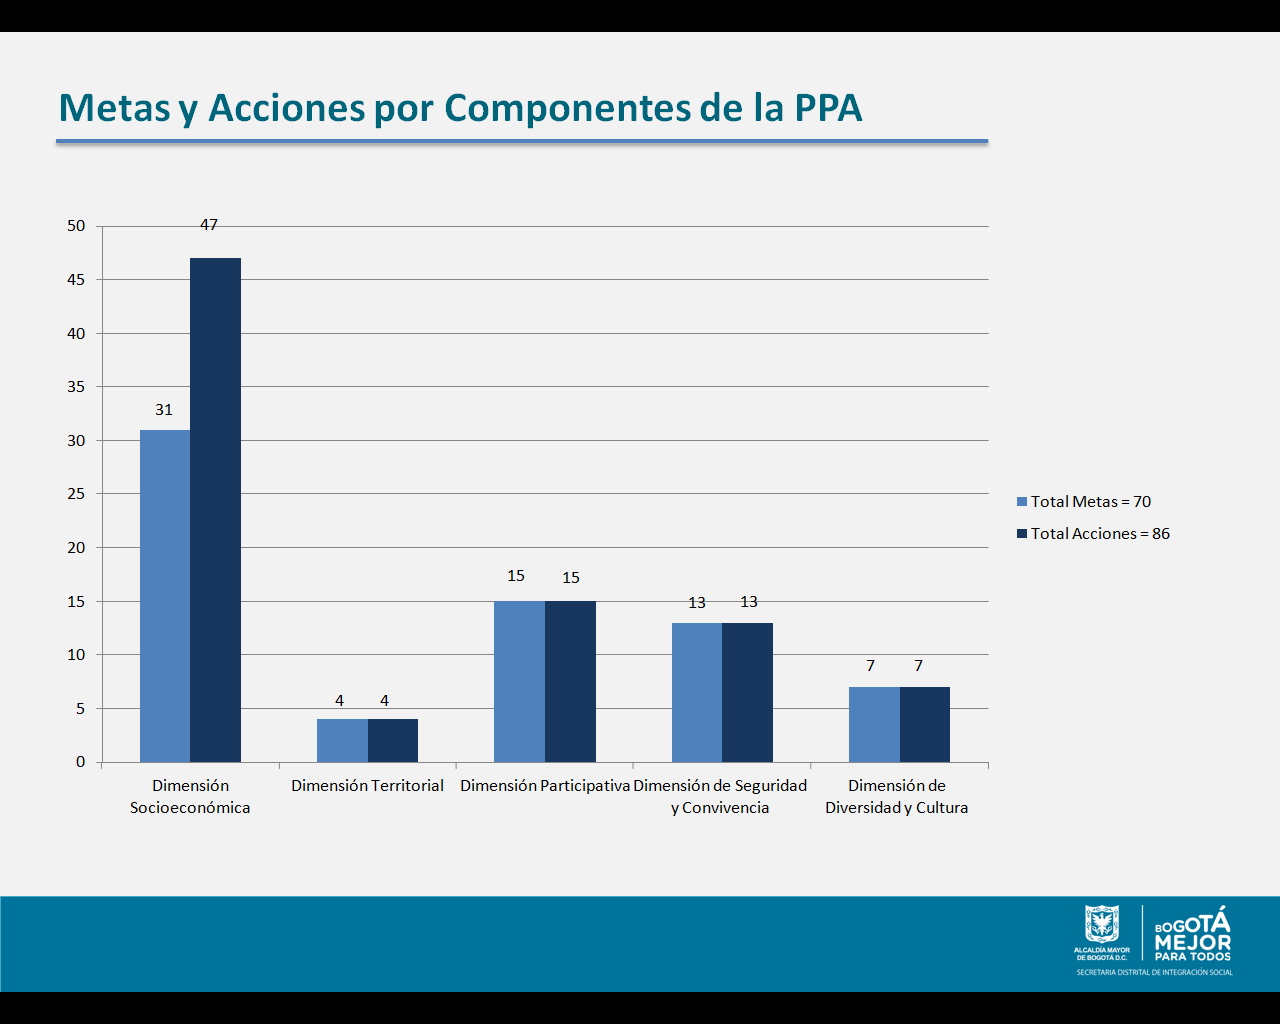 Metas y Acciones por Componentes de la PPA
50
45
40
35
30
25
20
15
10
5
0
31
47
4
4
15
15
13
13
7
7
Dimensión
Socioeconómica
Dimensión Territorial
Dimensión Participativa
Dimensión de Seguridad
y Convivencia
Dimensión de
Diversidad y Cultura
Total Metas = 70
Total Acciones = 86
ALCALDÍA MAYOR
DE BOGOTÁ D.C.
BOGOTÁ
MEJOR
PARA TODOS
SECRETARIA DISTRITAL DE INTEGRACIÓN SOCIAL